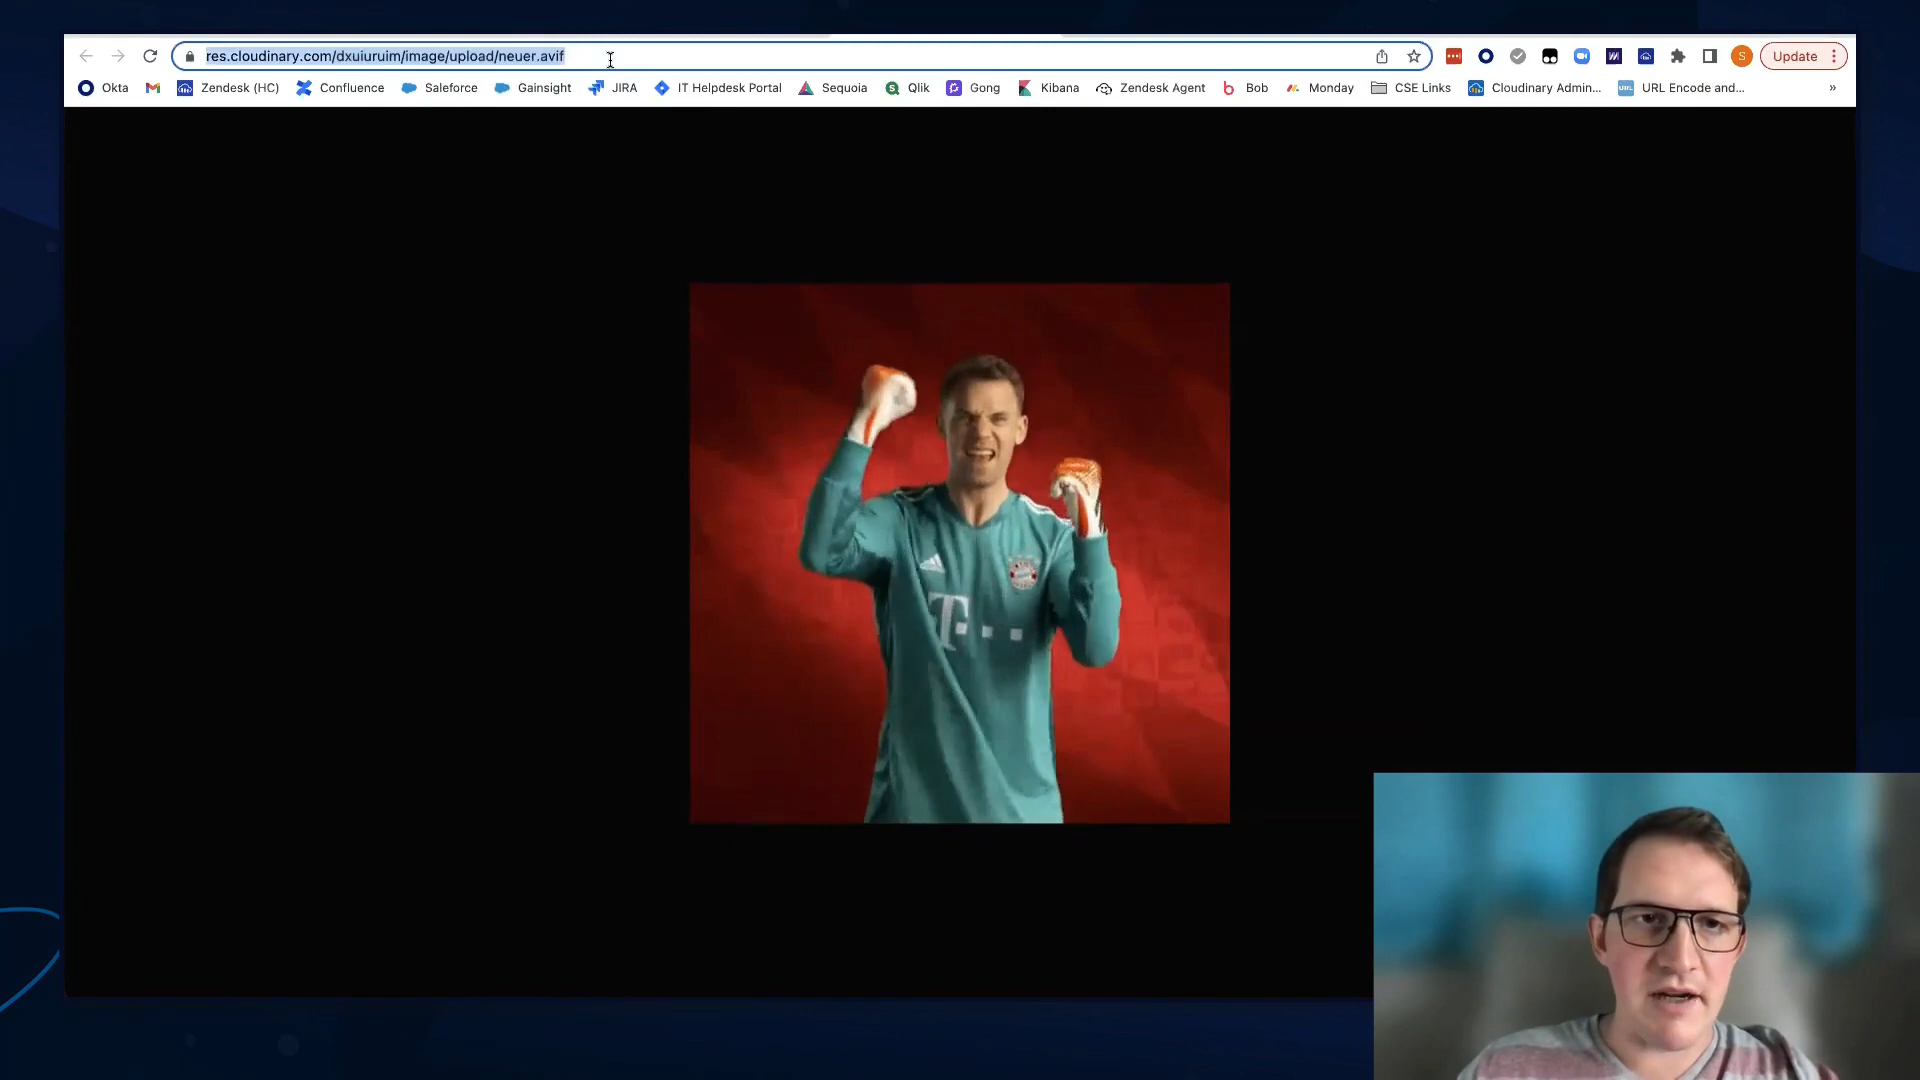 res.cloudinary.com/dxuiuruim/image/upload/neuer.avif
Update
Okta Zendesk (HC) Confluence Saleforce Gainsight JIRA IT Helpdesk Portal Sequoia Qlik Gong Kibana Zendesk Agent Bob Monday CSE Links Cloudinary Admin... URL Encode and... »
S
T